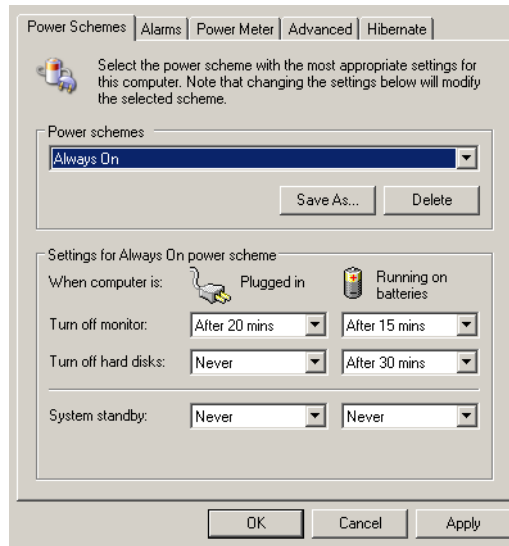 Power Schemes Alarms Power Meter Advanced Hibernate
Select the power scheme with the most appropriate settings for
this computer. Note that changing the settings below will modify
the selected scheme.
Power schemes
Always On
Save As... Delete
Settings for Always On power scheme
When computer is: Plugged in Running on
batteries
Turn off monitor: After 20 mins After 15 mins
Turn off hard disks: Never After 30 mins
System standby: Never Never
OK Cancel Apply